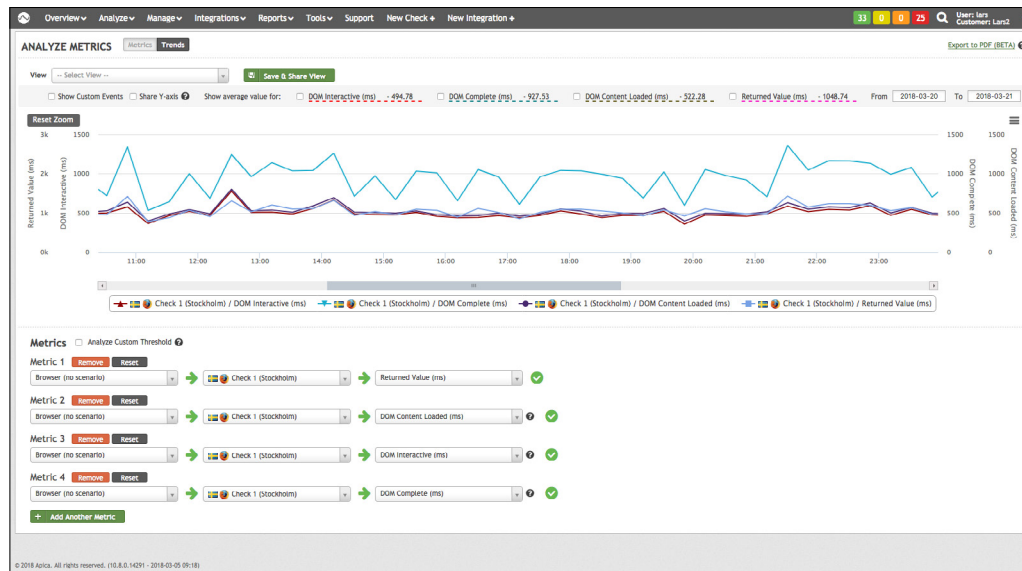 Overview Analyze Manage Integrations Reports Tools Support New Check + New Integration + 33 0 0 25 User: lars
Customer: Lars2
ANALYZE METRICS Metrics Trends Export to PDF (BETA)
View -- Select View -- Save & Share View
Show Custom Events Share Y-axis Show average value for: DOM Interactive (ms) - 494.78 DOM Complete (ms) - 927.53 DOM Content Loaded (ms) - 522.28 Returned Value (ms) - 1048.74 From 2018-03-20 To 2018-03-21
Reset Zoom
3k 1500 1500 1500
2k 1000 1000 1000
1k 500 500 500
0k 0 0 0
Returned Value (ms)
DOM Interactive (ms)
DOM Complete (ms)
DOM Content Loaded (ms)
11:00 12:00 13:00 14:00 15:00 16:00 17:00 18:00 19:00 20:00 21:00 22:00 23:00
Check 1 (Stockholm) / DOM Interactive (ms) Check 1 (Stockholm) / DOM Complete (ms) Check 1 (Stockholm) / DOM Content Loaded (ms) Check 1 (Stockholm) / Returned Value (ms)
Metrics Analyze Custom Threshold
Metric 1 Remove Reset
Browser (no scenario) Check 1 (Stockholm) Returned Value (ms)
Metric 2 Remove Reset
Browser (no scenario) Check 1 (Stockholm) DOM Content Loaded (ms)
Metric 3 Remove Reset
Browser (no scenario) Check 1 (Stockholm) DOM Interactive (ms)
Metric 4 Remove Reset
Browser (no scenario) Check 1 (Stockholm) DOM Complete (ms)
+ Add Another Metric
© 2018 Apica. All rights reserved. (10.8.0.14291 - 2018-03-05 09:18)